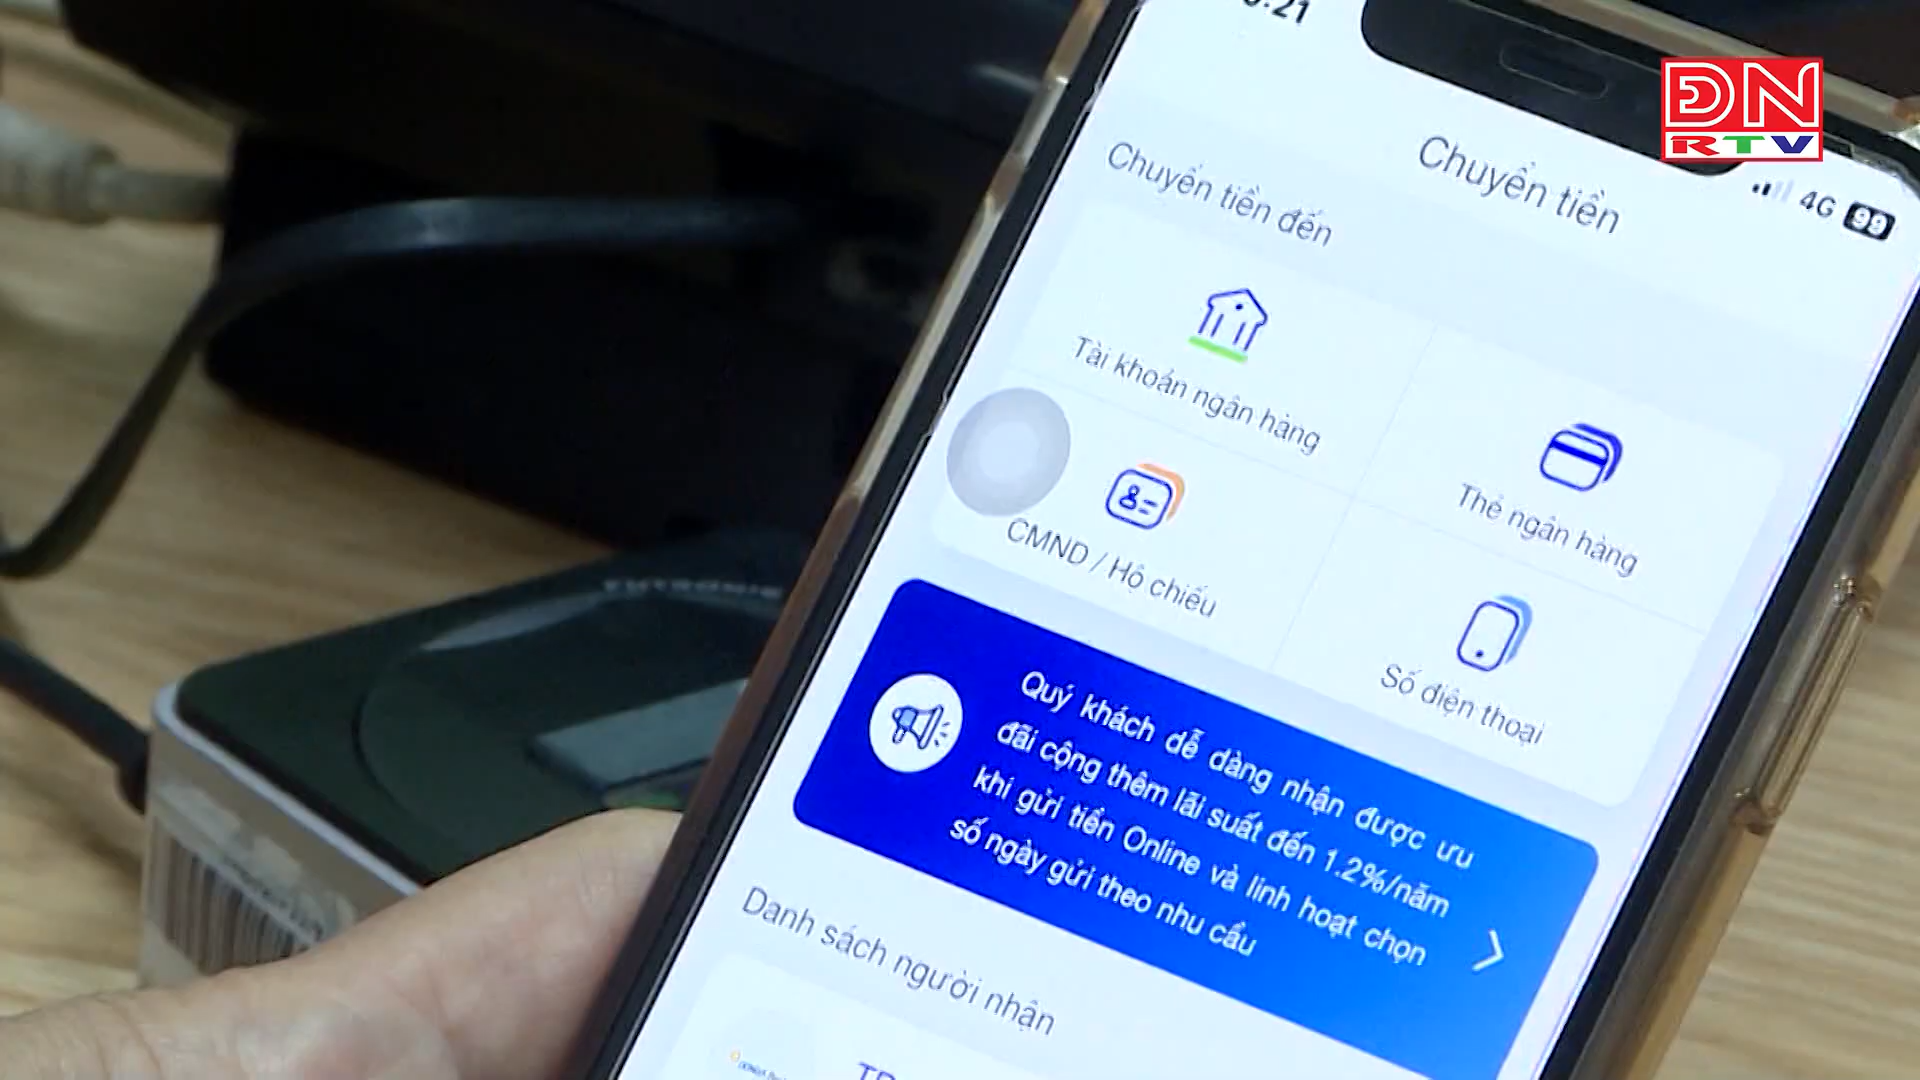 ĐN
RTV
4G 99
Chuyển tiền
Chuyển tiền đến
Tài khoản ngân hàng
Thẻ ngân hàng
CMND / Hộ chiếu
Số điện thoại
Quý khách dễ dàng nhận được ưu
đãi cộng thêm lãi suất đến 1.2%/năm
khi gửi tiền Online và linh hoạt chọn
số ngày gửi theo nhu cầu
Danh sách người nhận